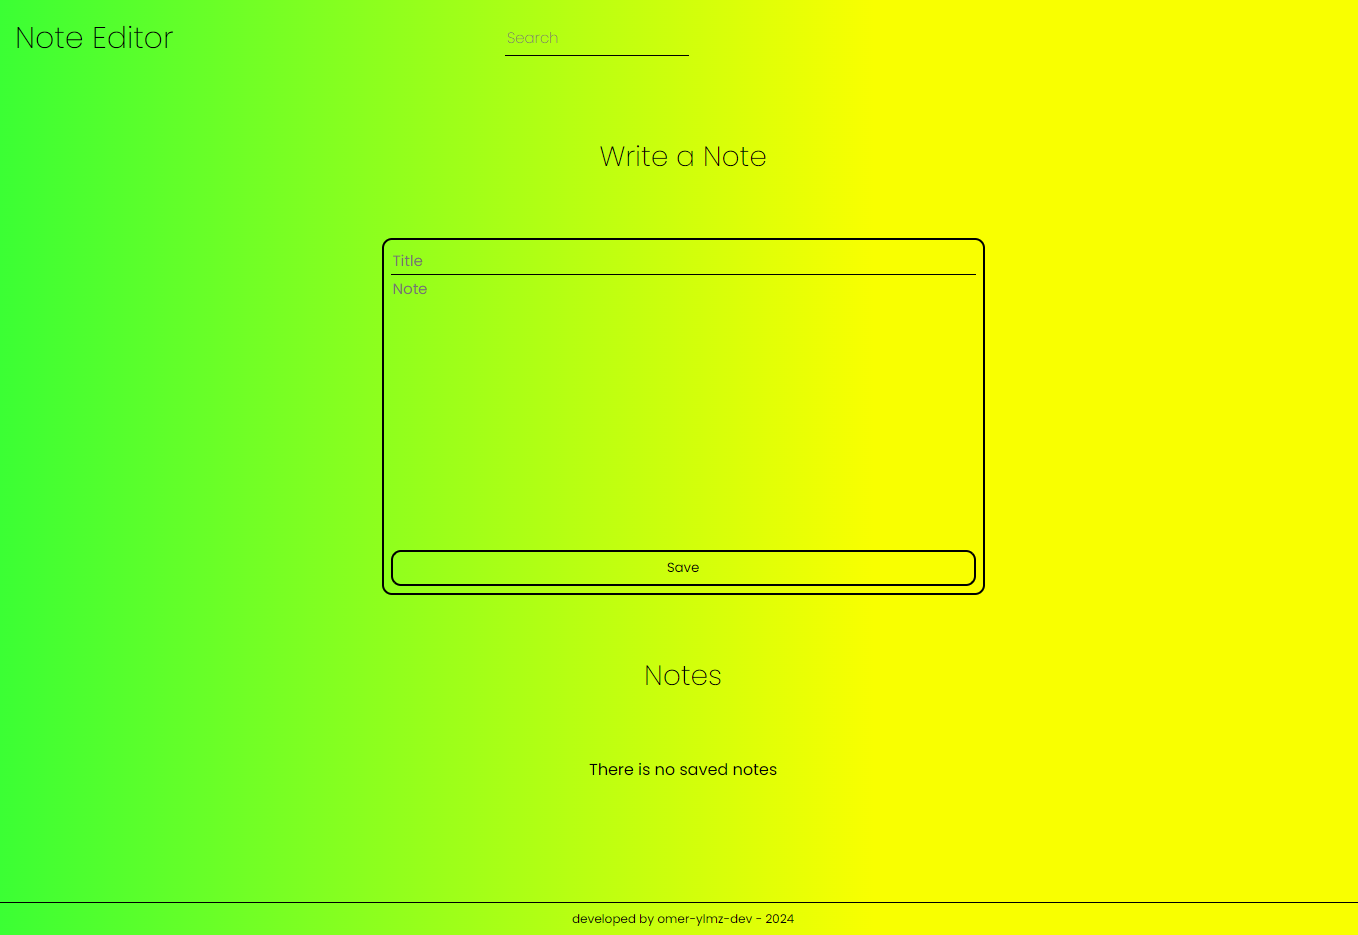 Note Editor
Search
Write a Note
Title
Note
Save
Notes
There is no saved notes
developed by omer-ylmz-dev - 2024